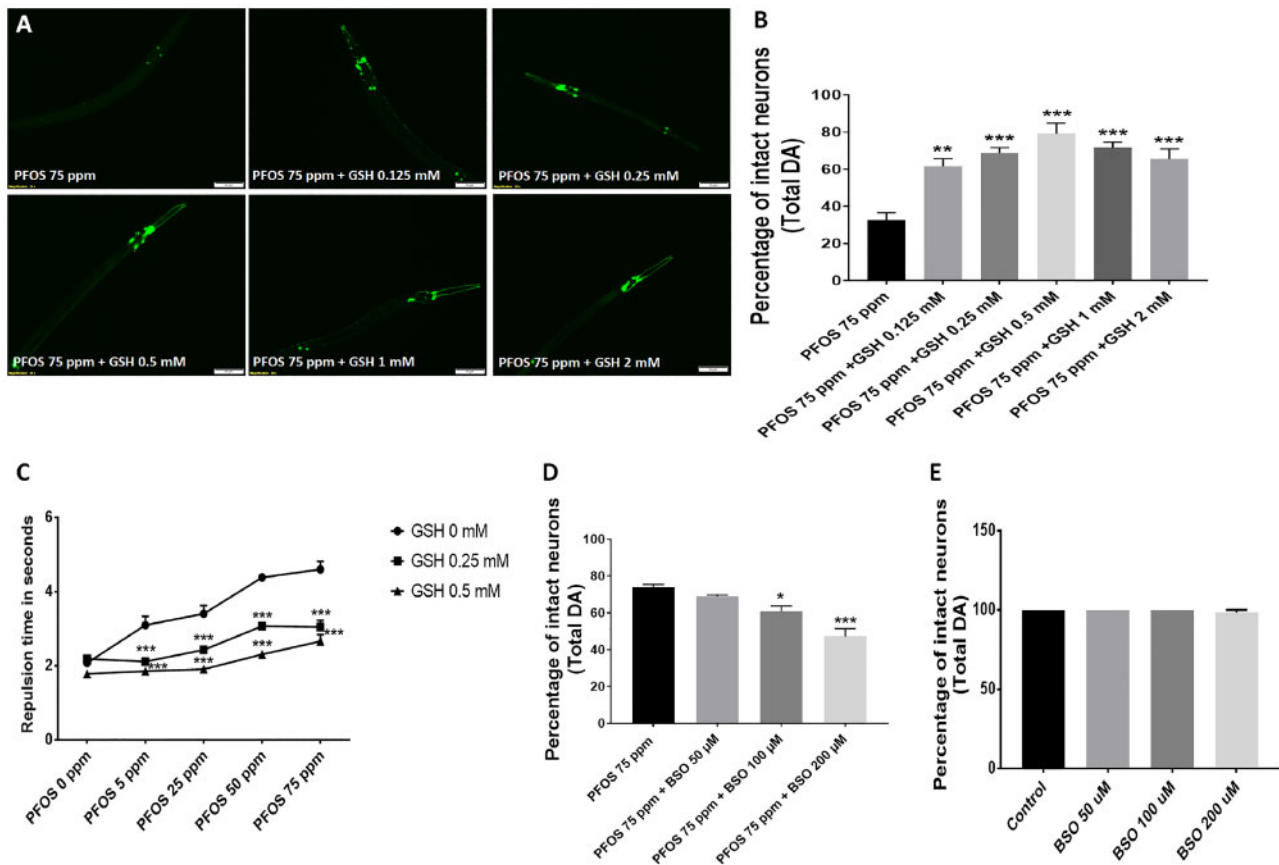 A
PFOS 75 ppm
PFOS 75 ppm + GSH 0.125 mM
PFOS 75 ppm + GSH 0.25 mM
PFOS 75 ppm + GSH 0.5 mM
PFOS 75 ppm + GSH 1 mM
PFOS 75 ppm + GSH 2 mM
B
Percentage of intact neurons
(Total DA)
100
80
60
40
20
0
**
***
***
***
***
PFOS 75 ppm
PFOS 75 ppm +GSH 0.125 mM
PFOS 75 ppm +GSH 0.25 mM
PFOS 75 ppm +GSH 0.5 mM
PFOS 75 ppm +GSH 1 mM
PFOS 75 ppm +GSH 2 mM
C
Repulsion time in seconds
6
4
2
0
***
***
***
***
***
***
***
***
GSH 0 mM
GSH 0.25 mM
GSH 0.5 mM
PFOS 0 ppm
PFOS 5 ppm
PFOS 25 ppm
PFOS 50 ppm
PFOS 75 ppm
D
Percentage of intact neurons
(Total DA)
100
80
60
40
20
0
*
***
PFOS 75 ppm
PFOS 75 ppm + BSO 50 µM
PFOS 75 ppm + BSO 100 µM
PFOS 75 ppm + BSO 200 µM
E
Percentage of intact neurons
(Total DA)
150
100
50
0
Control
BSO 50 uM
BSO 100 uM
BSO 200 uM